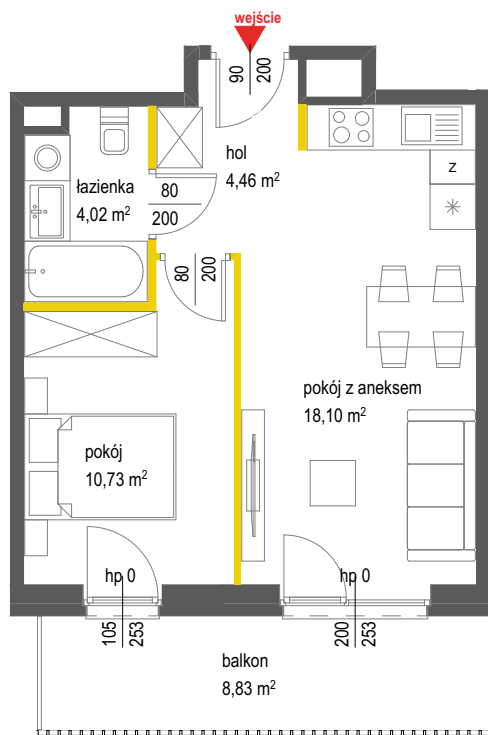 wejście
90
200
hol
4,46 m²
łazienka
4,02 m²
80
200
80
200
Z
pokój z aneksem
18,10 m²
pokój
10,73 m²
hp 0
hp 0
105
253
200
253
balkon
8,83 m²